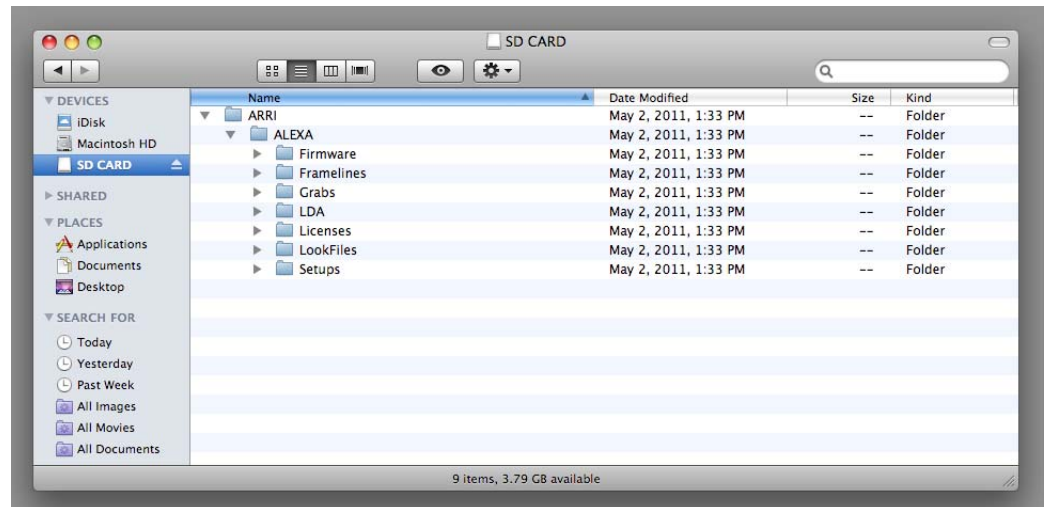 SD CARD
DEVICES
iDisk
Macintosh HD
SD CARD
SHARED
PLACES
Applications
Documents
Desktop
SEARCH FOR
Today
Yesterday
Past Week
All Images
All Movies
All Documents
Name Date Modified Size Kind
ARRI May 2, 2011, 1:33 PM -- Folder
ALEXA May 2, 2011, 1:33 PM -- Folder
Firmware May 2, 2011, 1:33 PM -- Folder
Framelines May 2, 2011, 1:33 PM -- Folder
Grabs May 2, 2011, 1:33 PM -- Folder
LDA May 2, 2011, 1:33 PM -- Folder
Licenses May 2, 2011, 1:33 PM -- Folder
LookFiles May 2, 2011, 1:33 PM -- Folder
Setups May 2, 2011, 1:33 PM -- Folder
9 items, 3.79 GB available